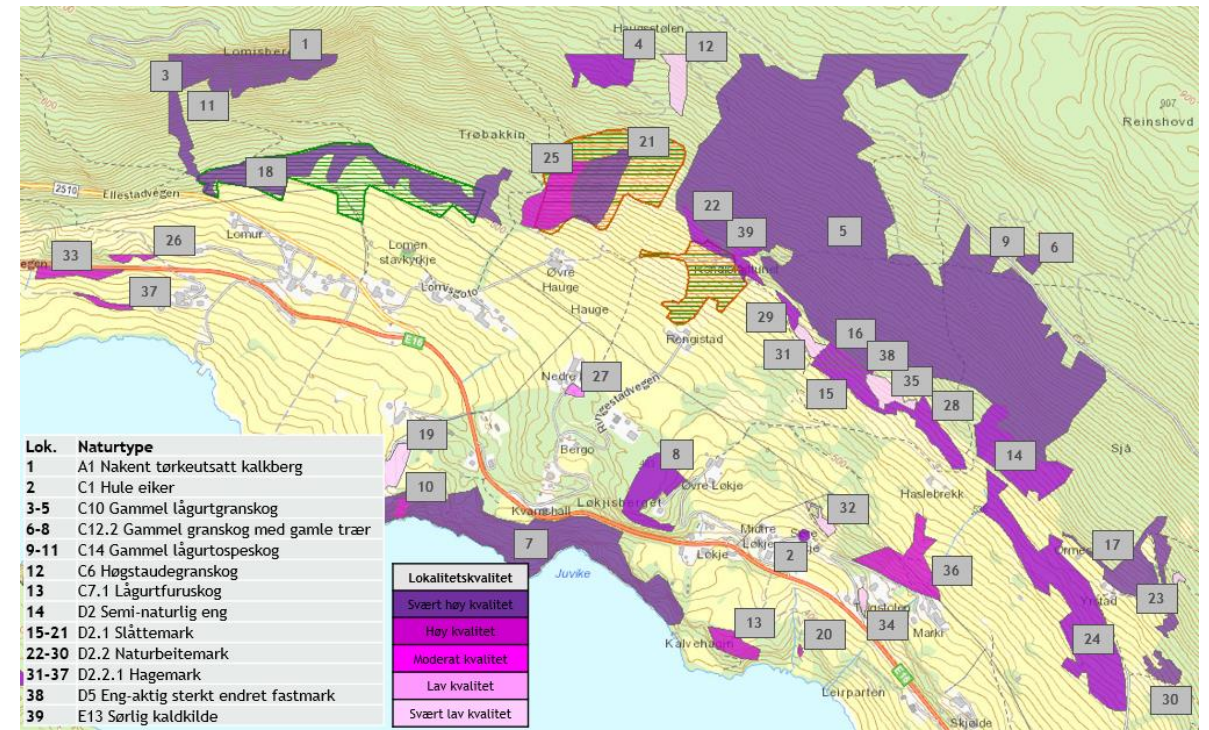 Haugsstølen
1
4
12
3
11
907
Reinshovd
Trøbakkin
21
25
18
2510
Ellestadvegen
22
39
5
9
6
26
Lomur
Lomen
stavkyrkje
33
37
Øvre
Hauge
Hauge
E16
29
Rengistad
16
31
38
35
15
28
27
Ringestadvegen
19
8
Bergo
Sjå
14
10
Øvre Løkje
Haslebrekk
Kvamshall
Løkjisberget
32
7
Midtre
Løkje
Løkje
2
17
Juvike
36
23
Yrstad
13
20
34
Marki
24
Kalvehagin
E16
Leirparten
30
Skjelde
Lok. Naturtype
1 A1 Nakent tørkeutsatt kalkberg
2 C1 Hule eiker
3-5 C10 Gammel lågurtgranskog
6-8 C12.2 Gammel granskog med gamle trær
9-11 C14 Gammel lågurtospeskog
12 C6 Høgstaudegranskog
13 C7.1 Lågurtfuruskog
14 D2 Semi-naturlig eng
15-21 D2.1 Slåttemark
22-30 D2.2 Naturbeitemark
31-37 D2.2.1 Hagemark
38 D5 Eng-aktig sterkt endret fastmark
39 E13 Sørlig kaldkilde
Lokalitetskvalitet
Svært høy kvalitet
Høy kvalitet
Moderat kvalitet
Lav kvalitet
Svært lav kvalitet